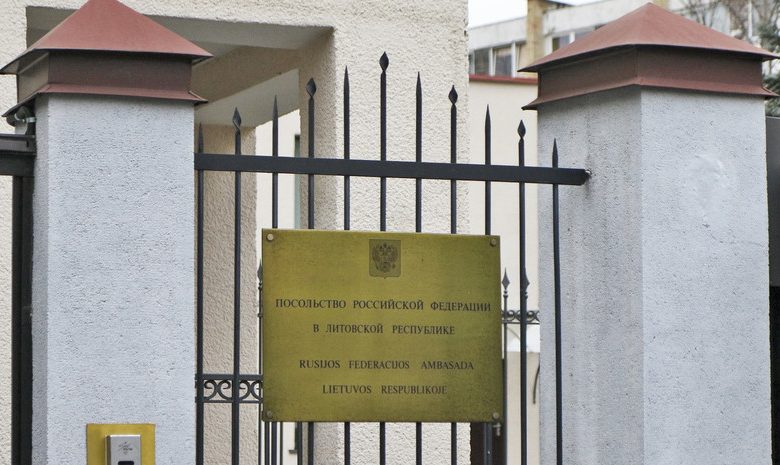 ПОСОЛЬСТВО РОССИЙСКОЙ ФЕДЕРАЦИИ
В ЛИТОВСКОЙ РЕСПУБЛИКЕ
RUSIJOS FEDERACIJOS AMBASADA
LIETUVOS RESPUBLIKOJE